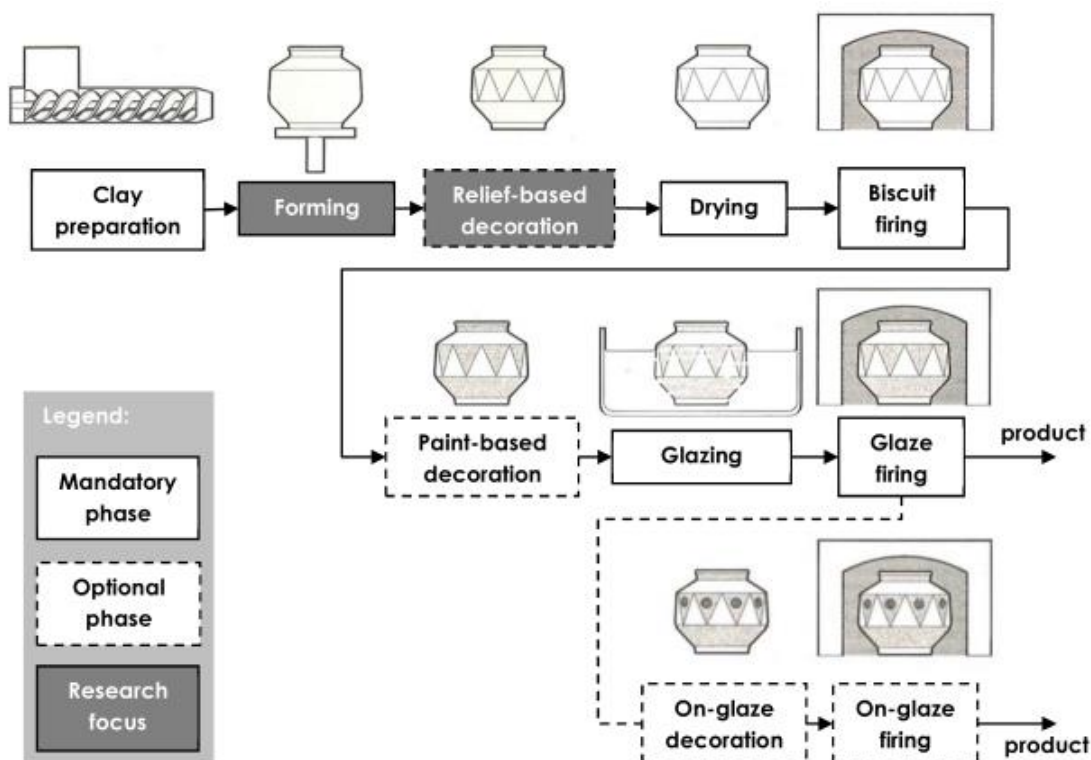 Clay
preparation
Forming
Relief-based
decoration
Drying
Biscuit
firing
Paint-based
decoration
Glazing
Glaze
firing
product
On-glaze
decoration
On-glaze
firing
product
Legend:
Mandatory
phase
Optional
phase
Research
focus